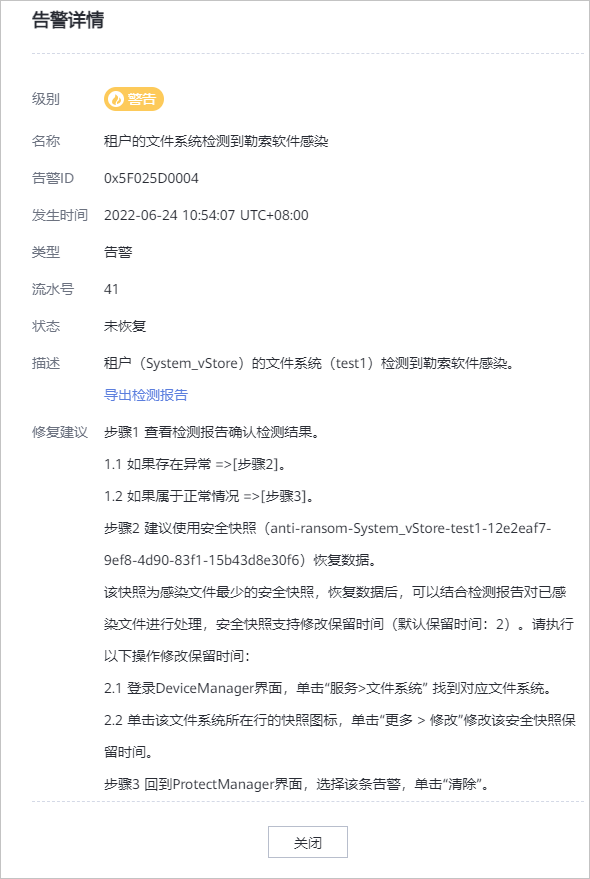 告警详情
级别 警告
名称 租户的文件系统检测到勒索软件感染
告警ID 0x5F025D0004
发生时间 2022-06-24 10:54:07 UTC+08:00
类型 告警
流水号 41
状态 未恢复
描述 租户（System_vStore）的文件系统（test1）检测到勒索软件感染。
导出检测报告
修复建议 步骤1 查看检测报告确认检测结果。
1.1 如果存在异常 =>[步骤2]。
1.2 如果属于正常情况 =>[步骤3]。
步骤2 建议使用安全快照（anti-ransom-System_vStore-test1-12e2eaf7-
9ef8-4d90-83f1-15b43d8e30f6）恢复数据。
该快照为感染文件最少的安全快照，恢复数据后，可以结合检测报告对已感
染文件进行处理，安全快照支持修改保留时间（默认保留时间：2）。请执行
以下操作修改保留时间：
2.1 登录DeviceManager界面，单击“服务>文件系统” 找到对应文件系统。
2.2 单击该文件系统所在行的快照图标，单击“更多 > 修改”修改该安全快照保
留时间。
步骤3 回到ProtectManager界面，选择该条告警，单击“清除”。
关闭